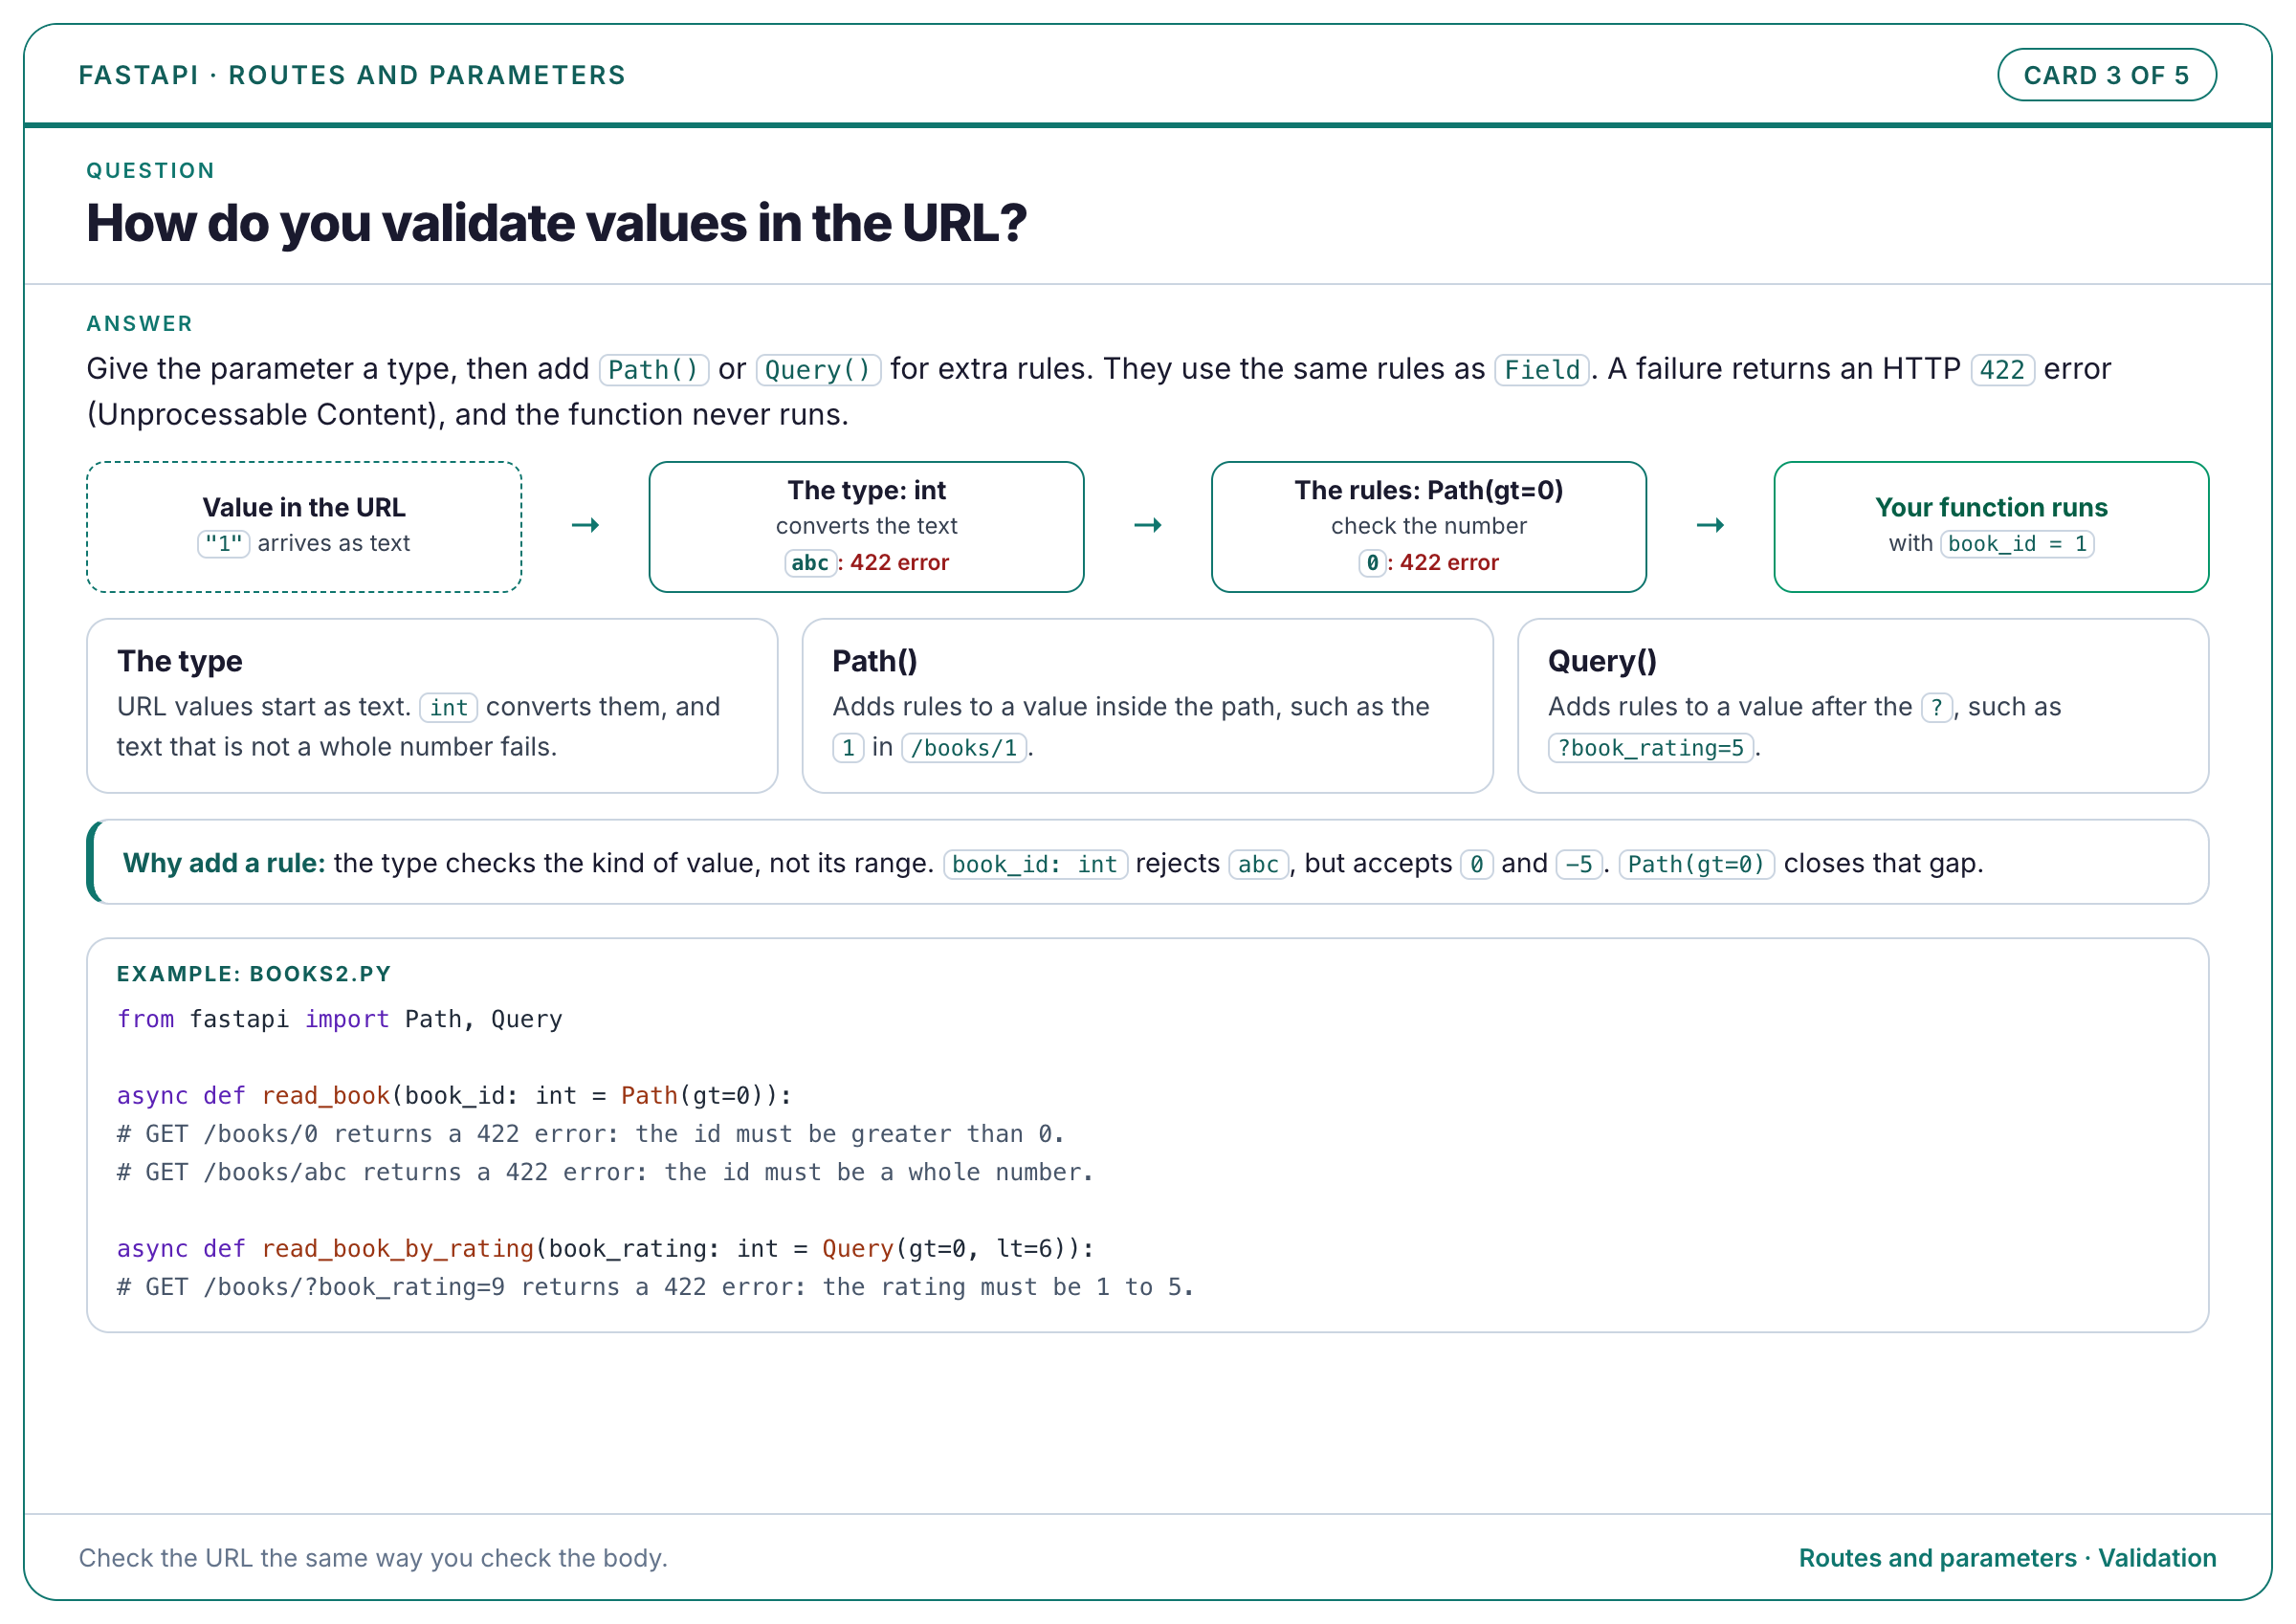 FASTAPI · ROUTES AND PARAMETERS
CARD 3 OF 5
QUESTION
How do you validate values in the URL?
ANSWER
Give the parameter a type, then add Path() or Query() for extra rules. They use the same rules as Field. A failure returns an HTTP 422 error
(Unprocessable Content), and the function never runs.
Value in the URL
"1" arrives as text
→
The type: int
converts the text
abc: 422 error
→
The rules: Path(gt=0)
check the number
0: 422 error
→
Your function runs
with book_id = 1
The type
URL values start as text. int converts them, and
text that is not a whole number fails.
Path()
Adds rules to a value inside the path, such as the
1 in /books/1.
Query()
Adds rules to a value after the ?, such as
?book_rating=5.
Why add a rule: the type checks the kind of value, not its range. book_id: int rejects abc, but accepts 0 and −5. Path(gt=0) closes that gap.
EXAMPLE: BOOKS2.PY
from fastapi import Path, Query
async def read_book(book_id: int = Path(gt=0)):
# GET /books/0 returns a 422 error: the id must be greater than 0.
# GET /books/abc returns a 422 error: the id must be a whole number.
async def read_book_by_rating(book_rating: int = Query(gt=0, lt=6)):
# GET /books/?book_rating=9 returns a 422 error: the rating must be 1 to 5.
Check the URL the same way you check the body.
Routes and parameters · Validation